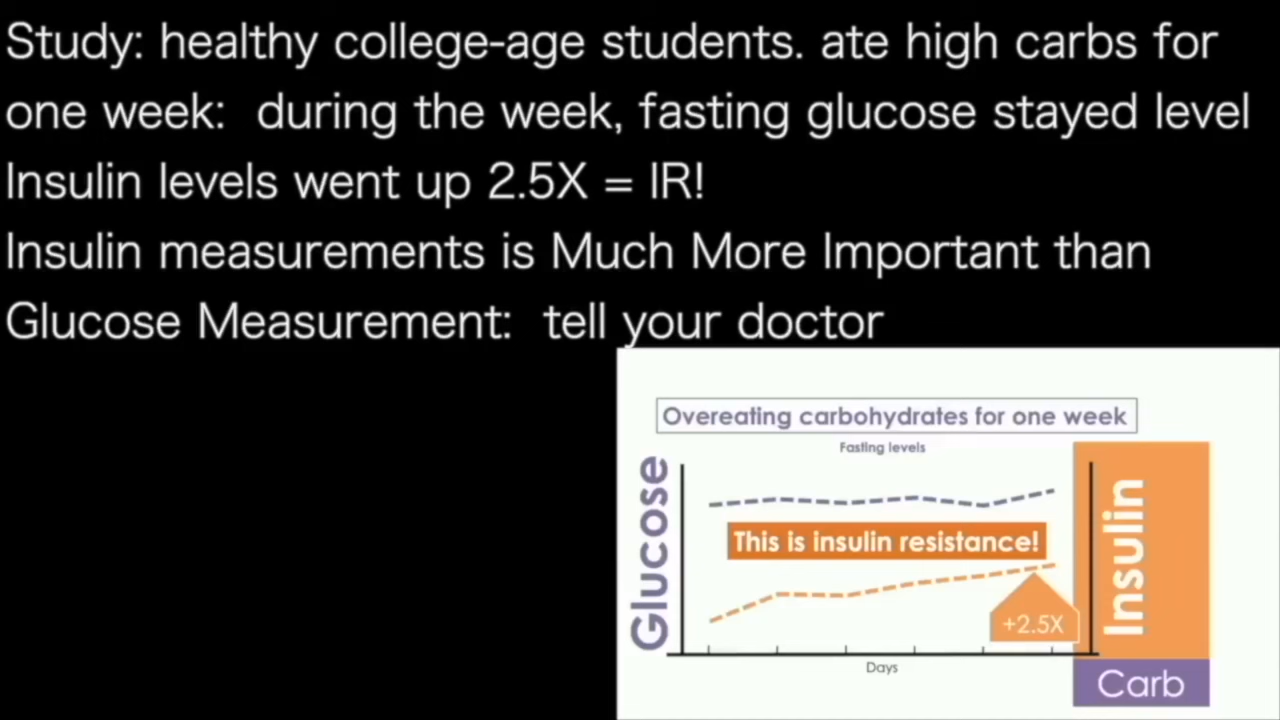 Study: healthy college-age students. ate high carbs for
one week:  during the week, fasting glucose stayed level
Insulin levels went up 2.5X = IR!
Insulin measurements is Much More Important than
Glucose Measurement:  tell your doctor
Overeating carbohydrates for one week
Fasting levels
Glucose
This is insulin resistance!
+2.5X
Insulin
Days
Carb